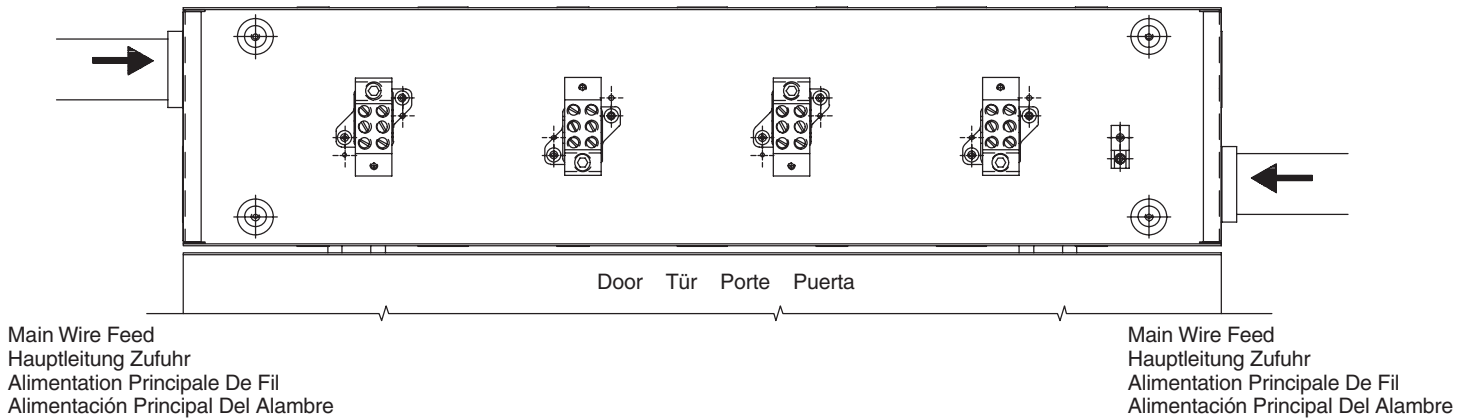 Door Tür Porte Puerta
Main Wire Feed
Hauptleitung Zufuhr
Alimentation Principale De Fil
Alimentación Principal Del Alambre
Main Wire Feed
Hauptleitung Zufuhr
Alimentation Principale De Fil
Alimentación Principal Del Alambre